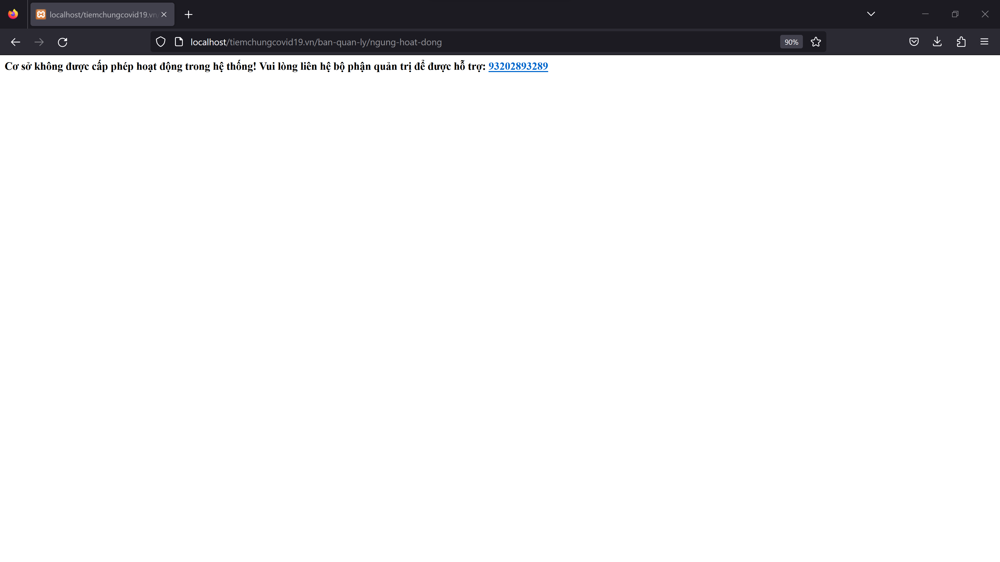 localhost/tiemchungcovid19.vn/
localhost/tiemchungcovid19.vn/ban-quan-ly/ngung-hoat-dong
90%
Cơ sở không được cấp phép hoạt động trong hệ thống! Vui lòng liên hệ bộ phận quản trị để được hỗ trợ: 93202893289